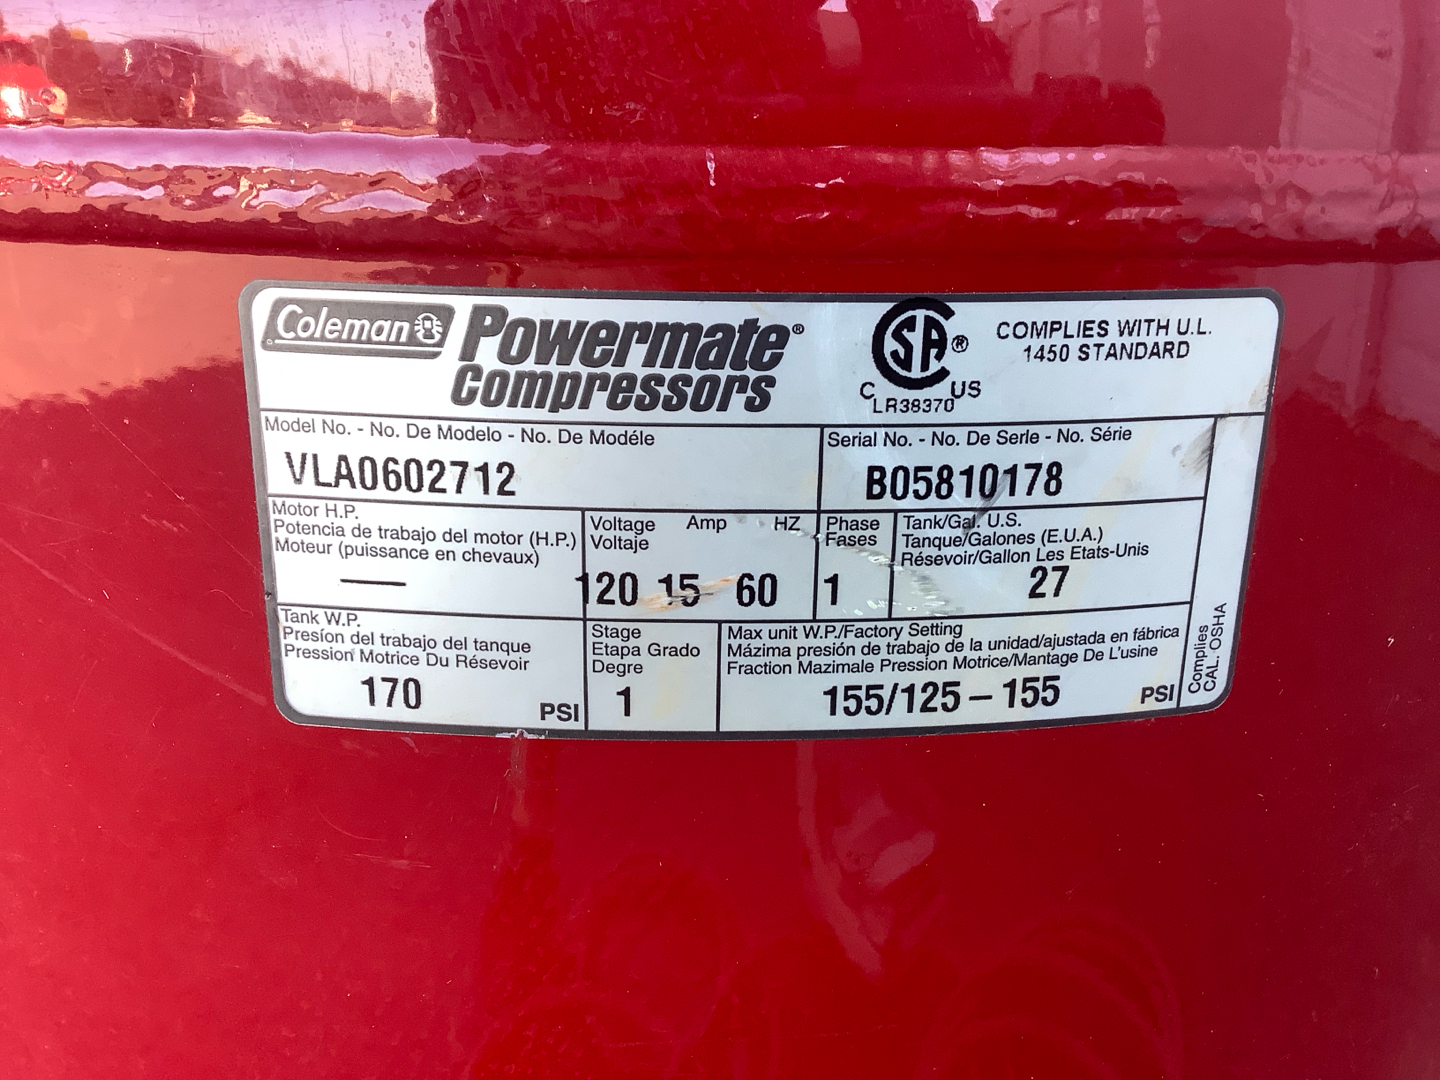 Coleman Powermate®
Compressors
CSA® COMPLIES WITH U.L.
1450 STANDARD
C US
LR38370
Model No. - No. De Modelo - No. De Modéle
VLA0602712
Serial No. - No. De Serle - No. Série
B05810178
Motor H.P.
Potencia de trabajo del motor (H.P.)
Moteur (puissance en chevaux)
—
Voltage Amp HZ
Voltaje
120 15 60
Phase
Fases
1
Tank/Gal. U.S.
Tanque/Galones (E.U.A.)
Résevoir/Gallon Les Etats-Unis
27
Tank W.P.
Presíon del trabajo del tanque
Pression Motrice Du Résevoir
170 PSI
Stage
Etapa Grado
Degre
1
Max unit W.P./Factory Setting
Mázima presión de trabajo de la unidad/ajustada en fábrica
Fraction Mazimale Pression Motrice/Mantage De L'usine
155/125 – 155 PSI
Complies
CAL. OSHA